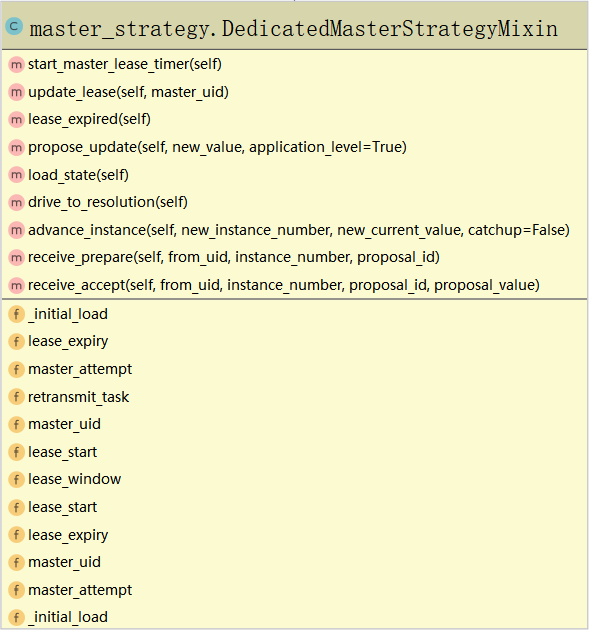 C master_strategy.DedicatedMasterStrategyMixin
m start_master_lease_timer(self)
m update_lease(self, master_uid)
m lease_expired(self)
m propose_update(self, new_value, application_level=True)
m load_state(self)
m drive_to_resolution(self)
m advance_instance(self, new_instance_number, new_current_value, catchup=False)
m receive_prepare(self, from_uid, instance_number, proposal_id)
m receive_accept(self, from_uid, instance_number, proposal_id, proposal_value)
f _initial_load
f lease_expiry
f master_attempt
f retransmit_task
f master_uid
f lease_start
f lease_window
f lease_start
f lease_expiry
f master_uid
f master_attempt
f _initial_load